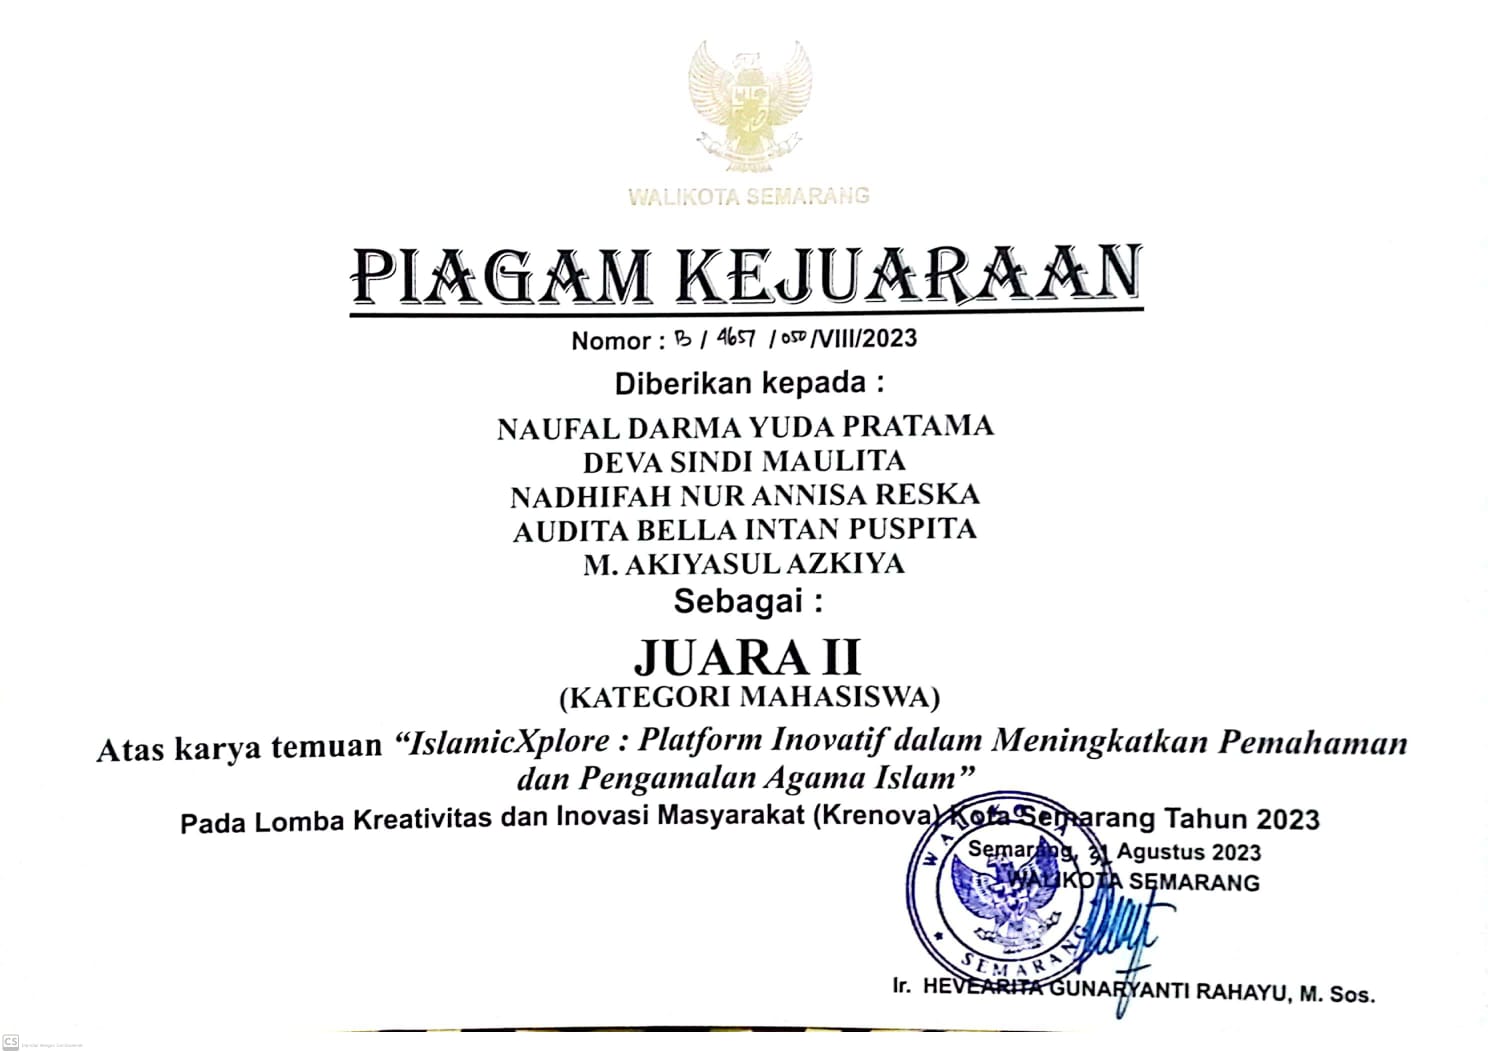 WALIKOTA SEMARANG
PIAGAM KEJUARAAN
Nomor : B / 4657 / 050 /VIII/2023
Diberikan kepada :
NAUFAL DARMA YUDA PRATAMA
DEVA SINDI MAULITA
NADHIFAH NUR ANNISA RESKA
AUDITA BELLA INTAN PUSPITA
M. AKIYASUL AZKIYA
Sebagai :
JUARA II
(KATEGORI MAHASISWA)
Atas karya temuan “IslamicXplore : Platform Inovatif dalam Meningkatkan Pemahaman
dan Pengamalan Agama Islam”
Pada Lomba Kreativitas dan Inovasi Masyarakat (Krenova) Kota Semarang Tahun 2023
Semarang, 31 Agustus 2023
WALIKOTA SEMARANG
WALIKOTA
SEMARANG
Ir. HEVEARITA GUNARYANTI RAHAYU, M. Sos.
CS